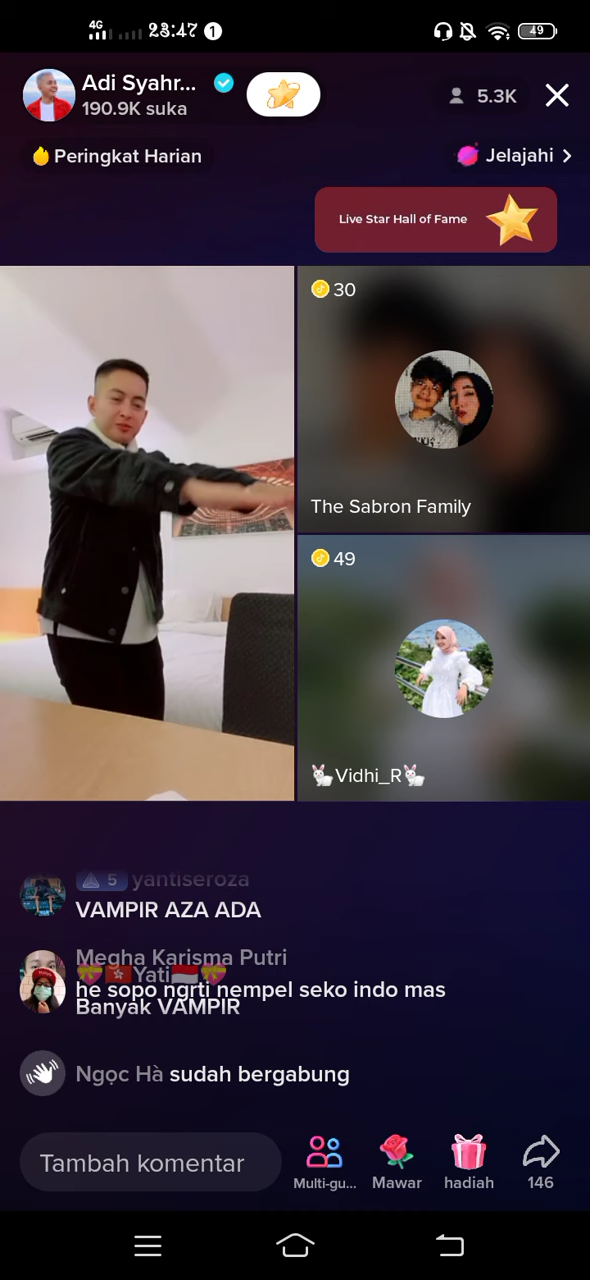 4G 23:47 1 49
Adi Syahr...
190.9K suka
5.3K
Peringkat Harian
Jelajahi
Live Star Hall of Fame
30
The Sabron Family
49
🐇Vidhi_R🐇
5 yantiseroza
VAMPIR AZA ADA
Megha Karisma Putri
💝🇭🇰Yati🇮🇩💝
he sopo ngrti nempel seko indo mas
Banyak VAMPIR
Ngọc Hà sudah bergabung
Tambah komentar
Multi-gu...
Mawar
hadiah
146